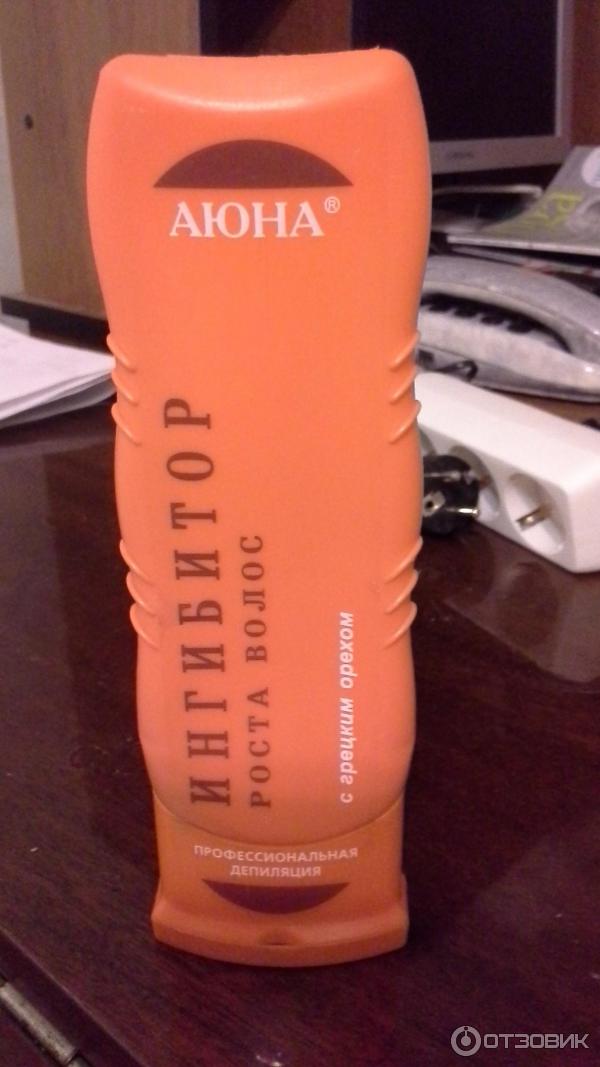 АЮНА®
ИНГИБИТОР
РОСТА ВОЛОС
с грецким орехом
ПРОФЕССИОНАЛЬНАЯ
ДЕПИЛЯЦИЯ
ОТЗОВИК